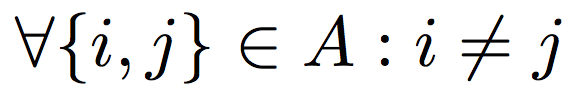 ∀{i, j} ∈ A : i ≠ j